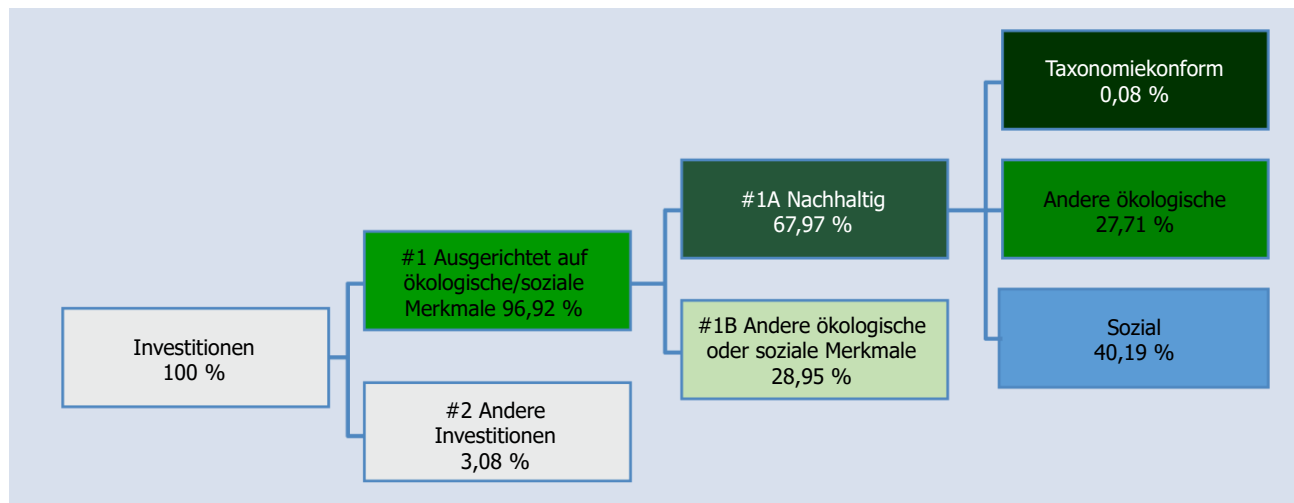 Investitionen
100 %
#1 Ausgerichtet auf
ökologische/soziale
Merkmale 96,92 %
#2 Andere
Investitionen
3,08 %
#1A Nachhaltig
67,97 %
#1B Andere ökologische
oder soziale Merkmale
28,95 %
Taxonomiekonform
0,08 %
Andere ökologische
27,71 %
Sozial
40,19 %